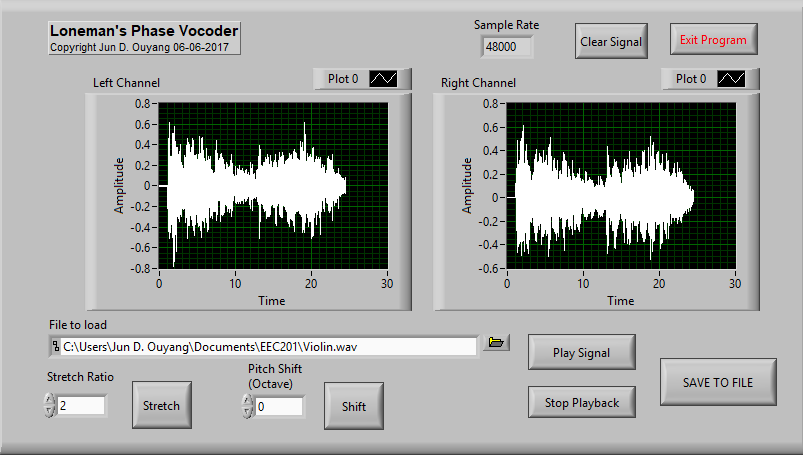 Loneman's Phase Vocoder
Copyright Jun D. Ouyang 06-06-2017
Sample Rate
48000
Clear Signal
Exit Program
Left Channel
Plot 0
Right Channel
Plot 0
0.8
0.6
0.4
0.2
0
-0.2
-0.4
-0.6
-0.8
Amplitude
0
10
20
30
Time
0.8
0.6
0.4
0.2
0
-0.2
-0.4
-0.6
Amplitude
0
10
20
30
Time
File to load
C:\Users\Jun D. Ouyang\Documents\EEC201\Violin.wav
Play Signal
Stretch Ratio
2
Stretch
Pitch Shift
(Octave)
0
Shift
Stop Playback
SAVE TO FILE